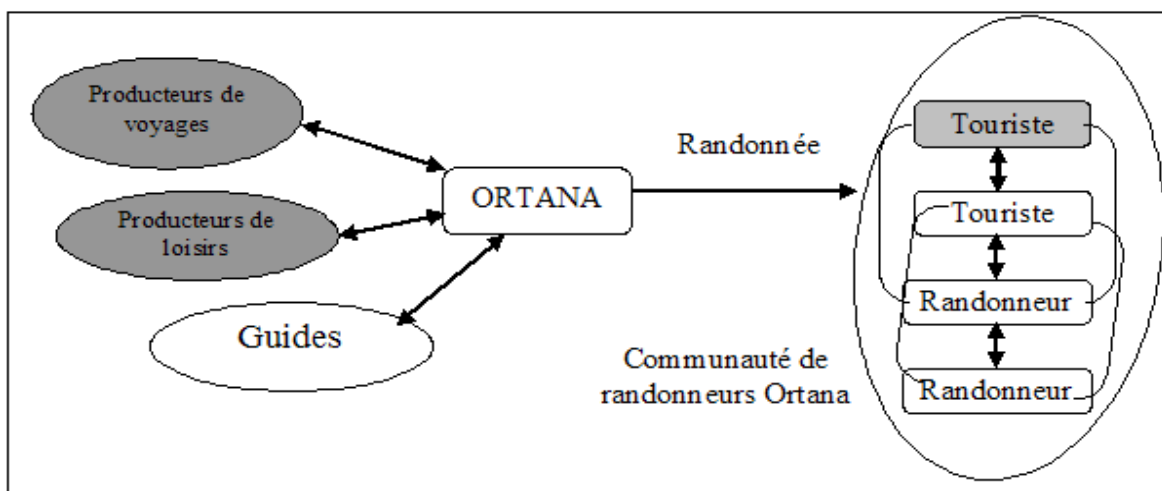 Producteurs de
voyages
Producteurs de
loisirs
Guides
ORTANA
Randonnée
Communauté de
randonneurs Ortana
Touriste
Touriste
Randonneur
Randonneur